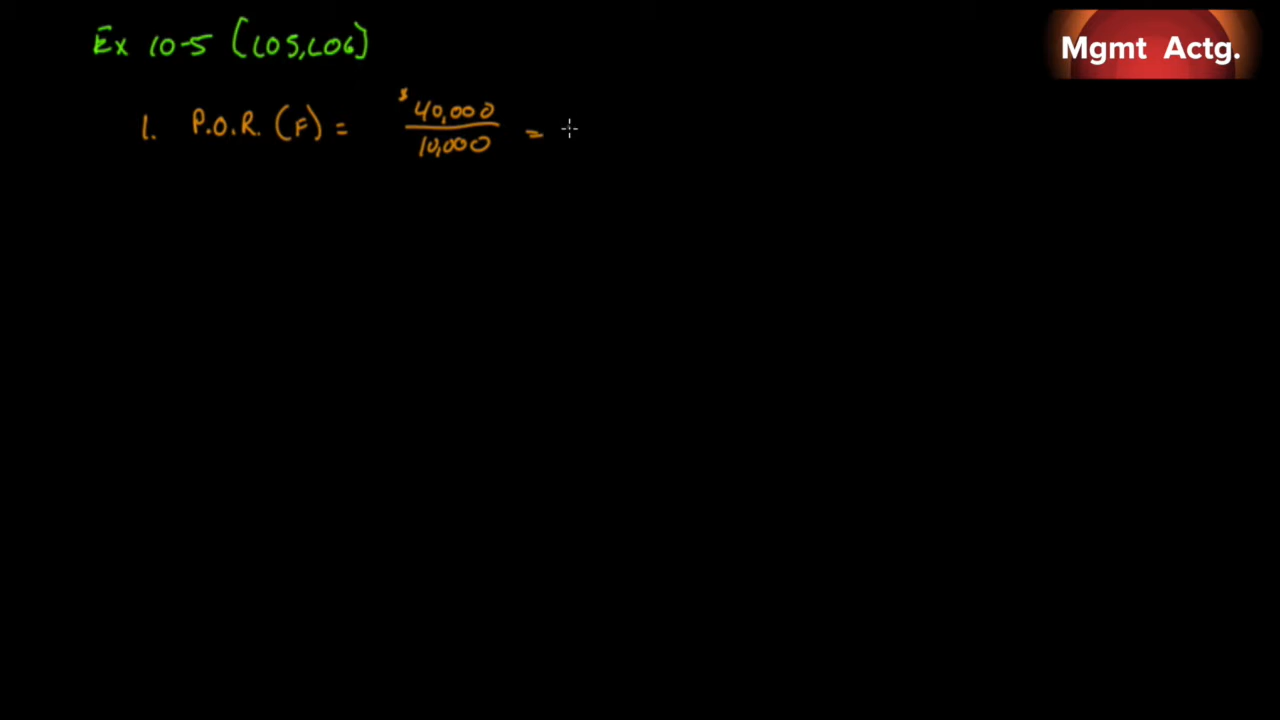 Ex 10-5 (LO5, LO6)
Mgmt Actg.
1. P.O.R. (F) = $40,000 / 10,000 =